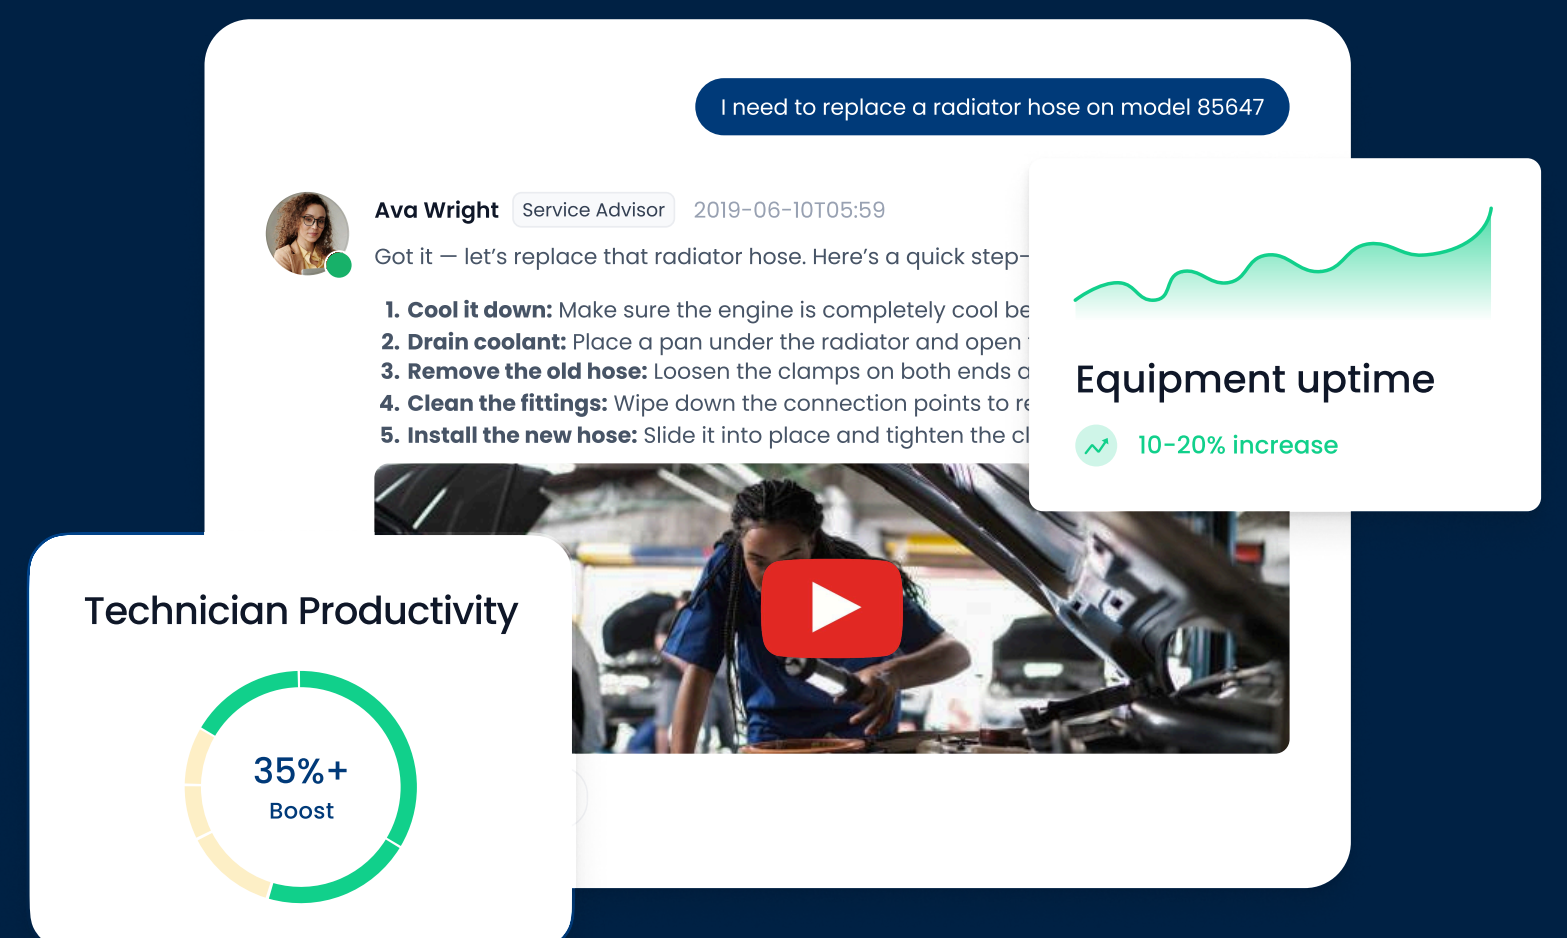 I need to replace a radiator hose on model 85647
Ava Wright Service Advisor 2019-06-10T05:59
Got it — let’s replace that radiator hose. Here’s a quick step-
1. Cool it down: Make sure the engine is completely cool be
2. Drain coolant: Place a pan under the radiator and open
3. Remove the old hose: Loosen the clamps on both ends a
4. Clean the fittings: Wipe down the connection points to re
5. Install the new hose: Slide it into place and tighten the cl
Equipment uptime
10-20% increase
Technician Productivity
35%+
Boost